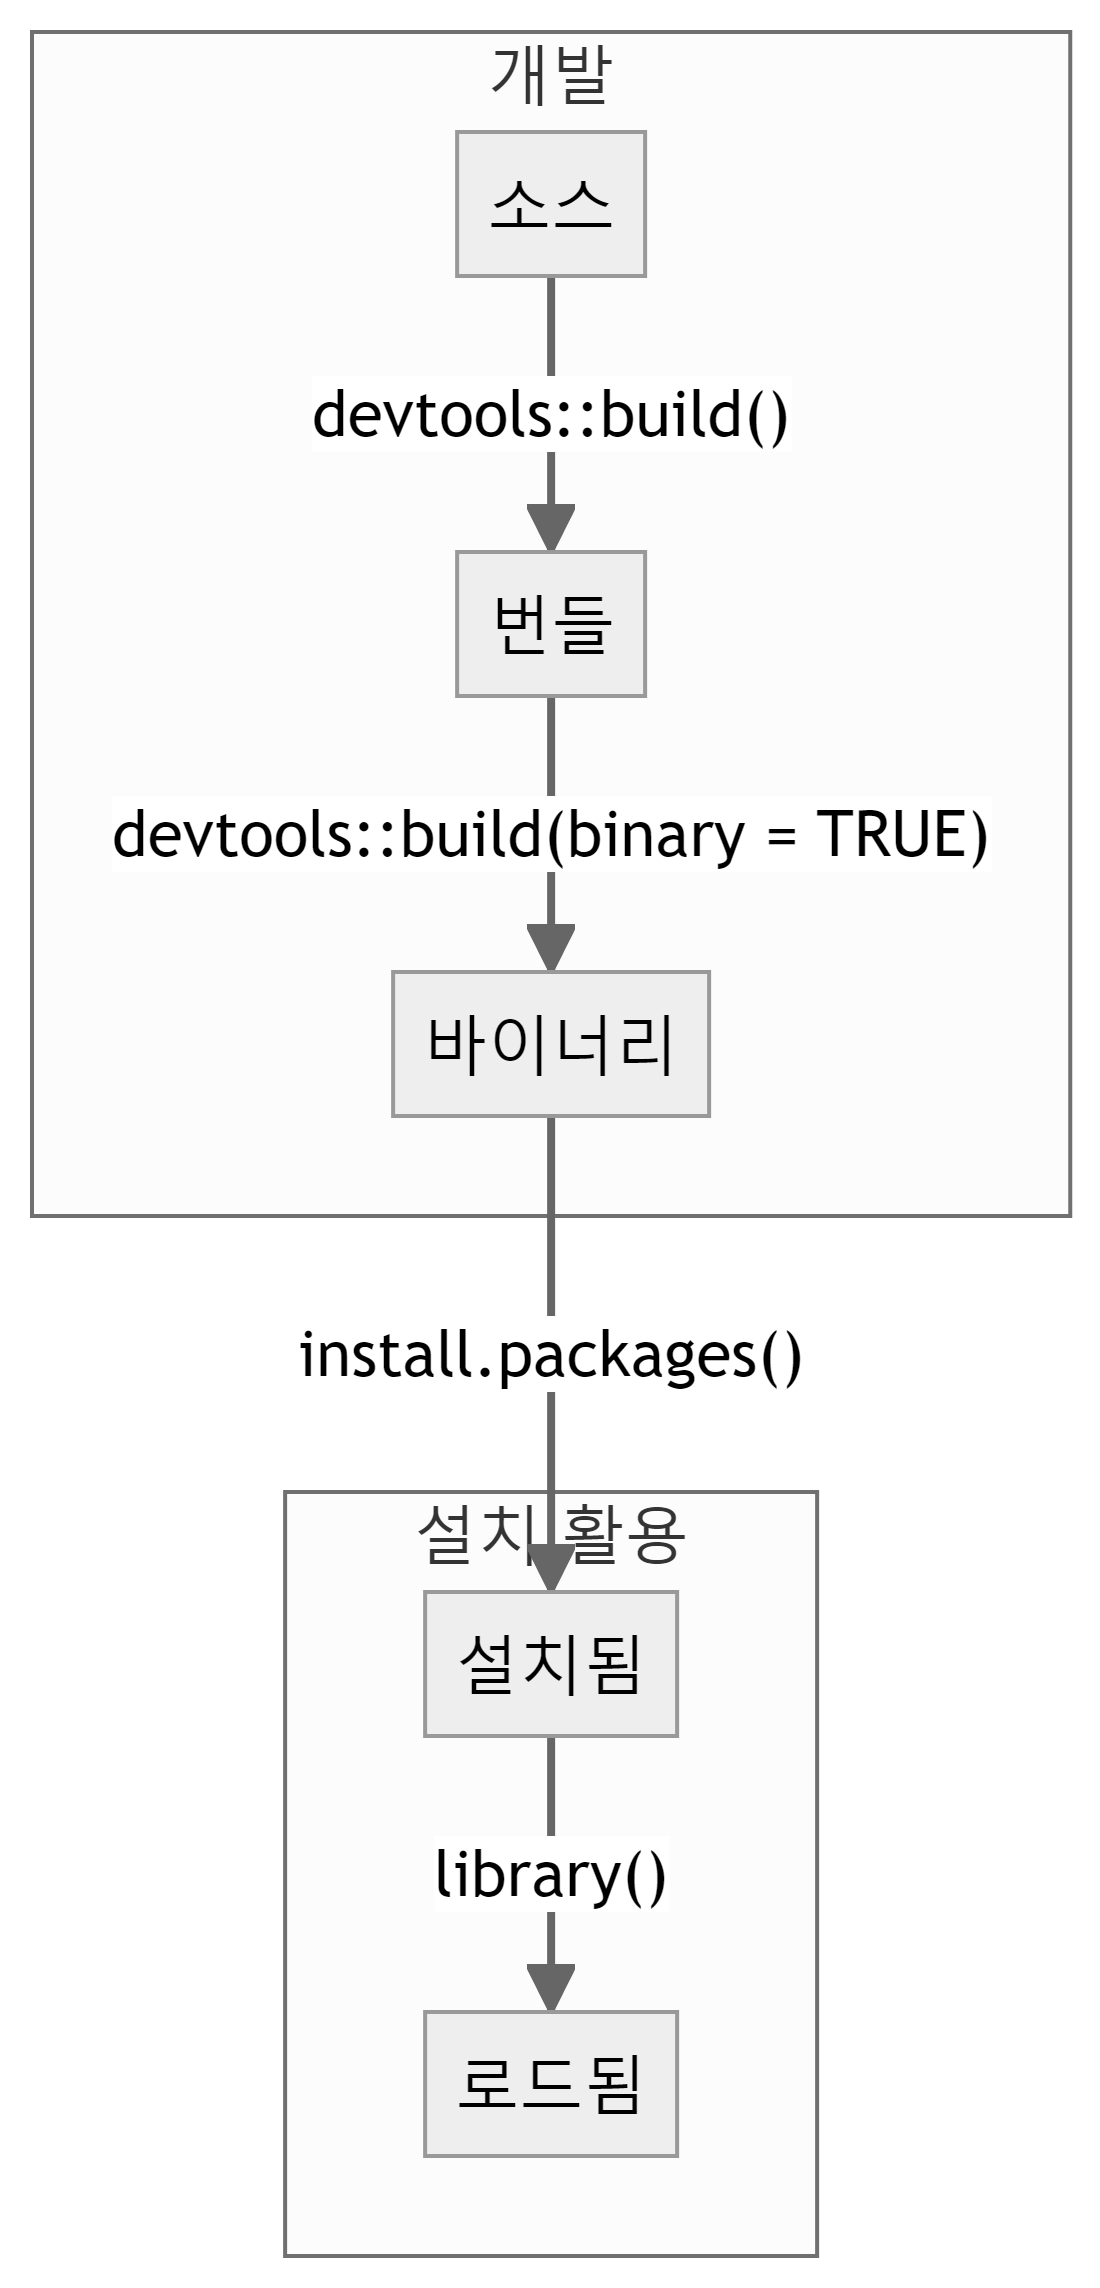 개발
소스
devtools::build()
번들
devtools::build(binary = TRUE)
바이너리
install.packages()
설치 활용
설치됨
library()
로드됨